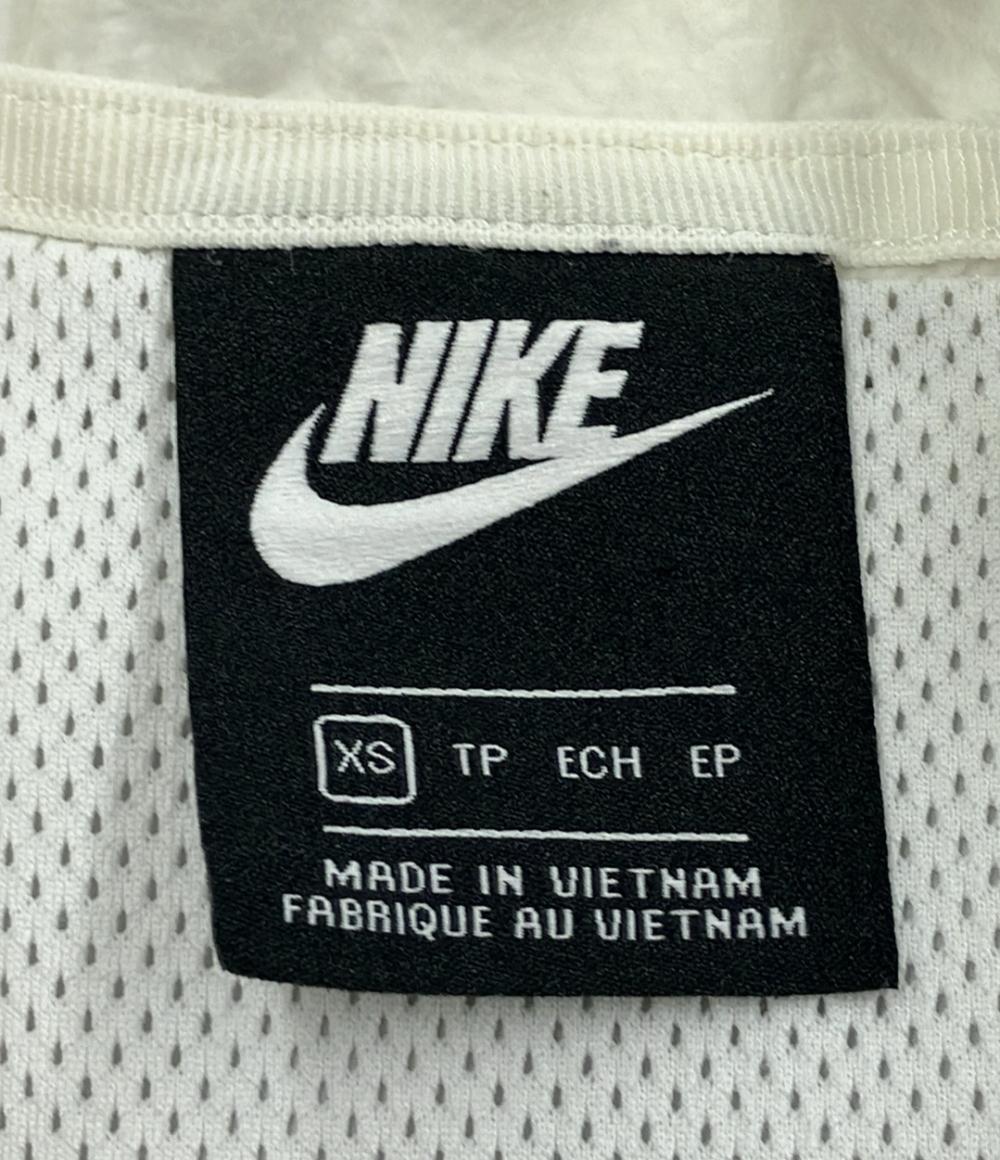 NIKE
XS TP ECH EP
MADE IN VIETNAM
FABRIQUE AU VIETNAM